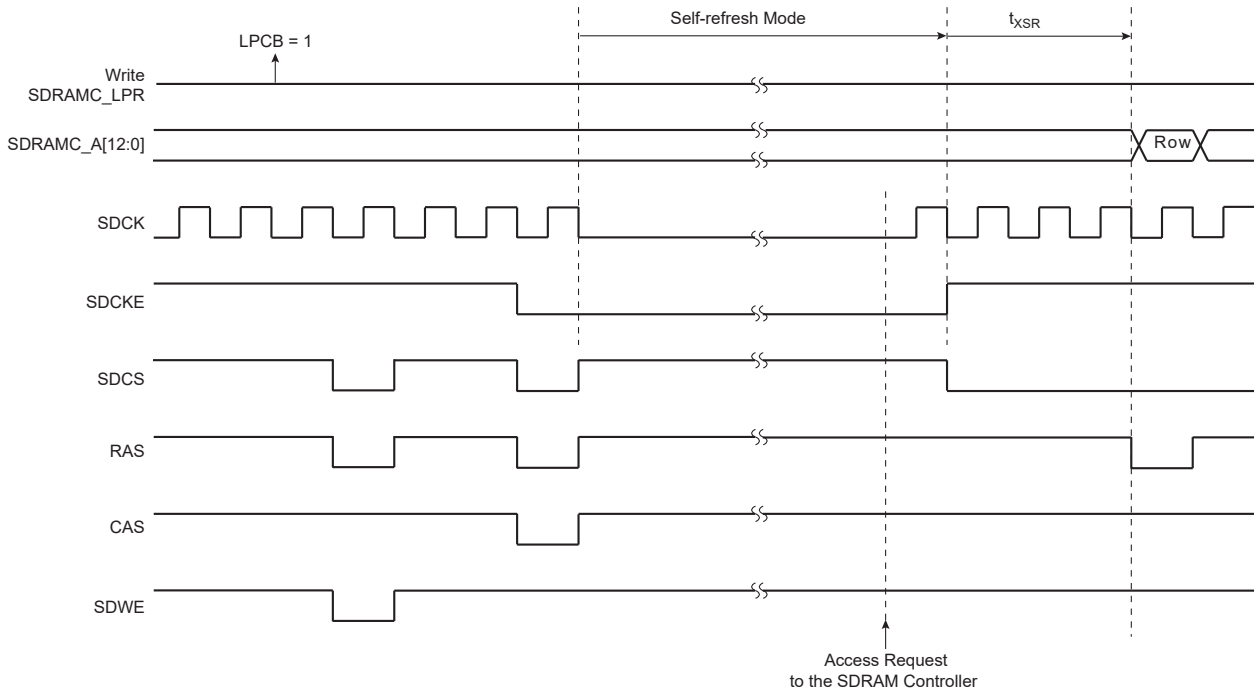 Self-refresh Mode
tXSR
LPCB = 1
Write
SDRAMC_LPR
SDRAMC_A[12:0]
Row
SDCK
SDCKE
SDCS
RAS
CAS
SDWE
Access Request
to the SDRAM Controller